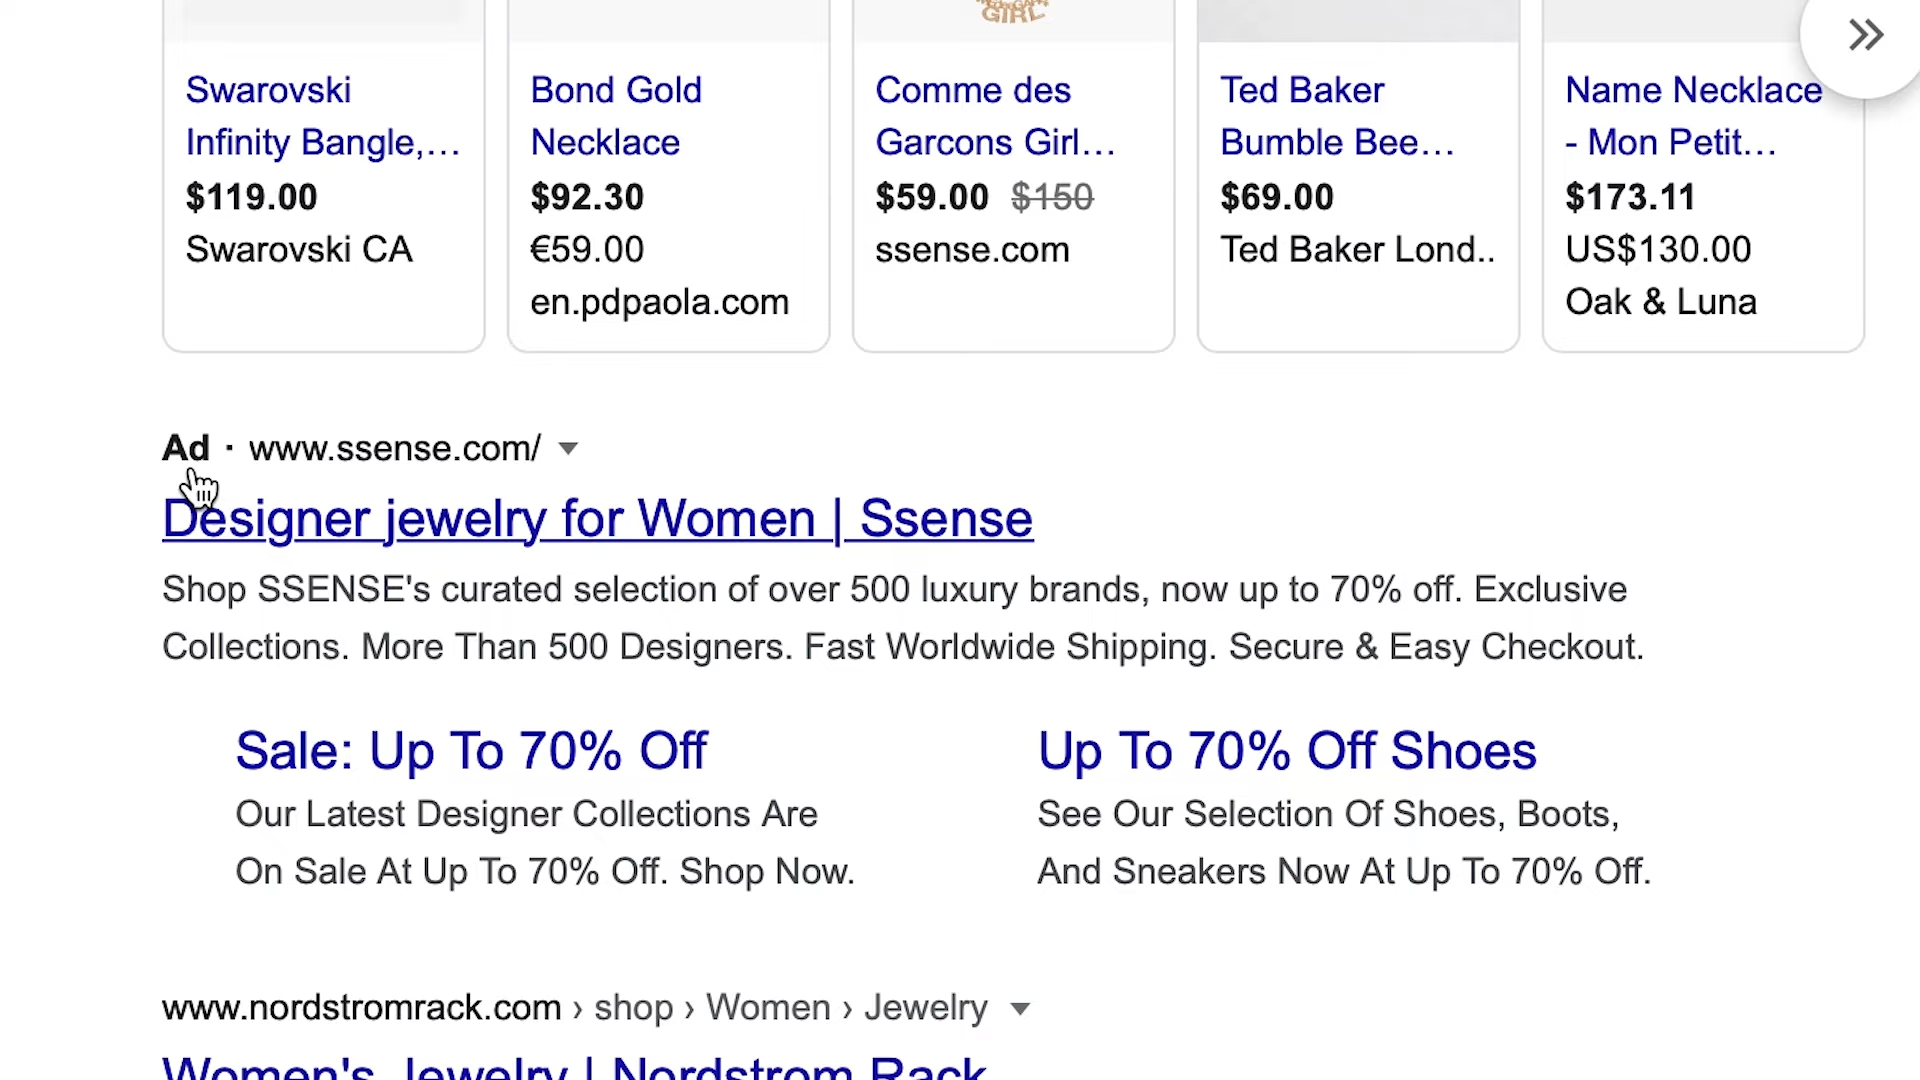 GIRL
Swarovski
Infinity Bangle,...
$119.00
Swarovski CA
Bond Gold
Necklace
$92.30
€59.00
en.pdpaola.com
Comme des
Garcons Girl...
$59.00 $150
ssense.com
Ted Baker
Bumble Bee...
$69.00
Ted Baker Lond..
Name Necklace
- Mon Petit...
$173.11
US$130.00
Oak & Luna
Ad · www.ssense.com/
Designer jewelry for Women | Ssense
Shop SSENSE's curated selection of over 500 luxury brands, now up to 70% off. Exclusive
Collections. More Than 500 Designers. Fast Worldwide Shipping. Secure & Easy Checkout.
Sale: Up To 70% Off
Our Latest Designer Collections Are
On Sale At Up To 70% Off. Shop Now.
Up To 70% Off Shoes
See Our Selection Of Shoes, Boots,
And Sneakers Now At Up To 70% Off.
www.nordstromrack.com › shop › Women › Jewelry
Women's Jewelry | Nordstrom Rack